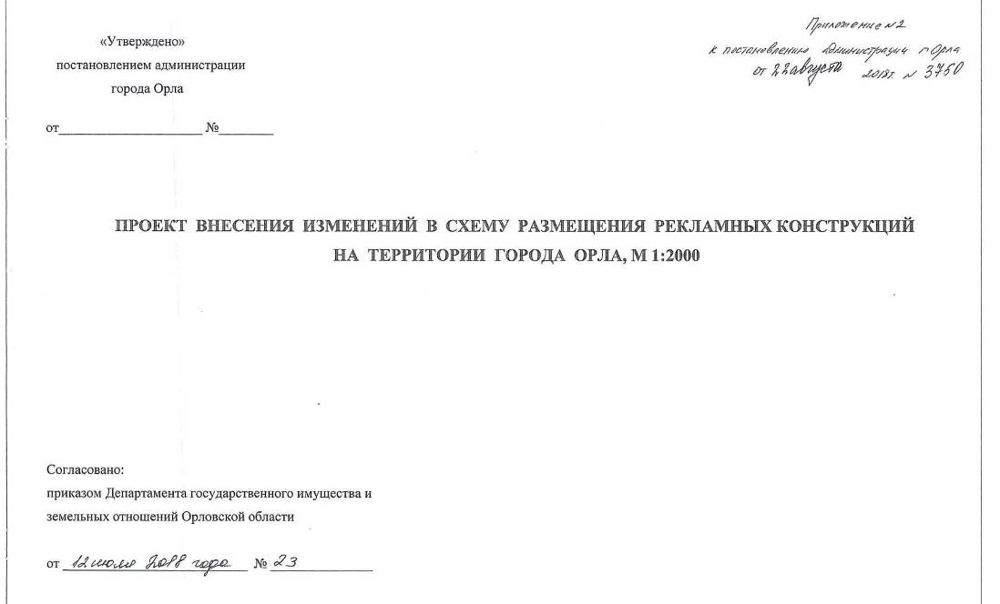 «Утверждено»
постановлением администрации
города Орла
от_____________________ №________
Приложение №2
к постановлению администрации г. Орла
от 22 августа 2018г. № 3750
ПРОЕКТ ВНЕСЕНИЯ ИЗМЕНЕНИЙ В СХЕМУ РАЗМЕЩЕНИЯ РЕКЛАМНЫХ КОНСТРУКЦИЙ
НА ТЕРРИТОРИИ ГОРОДА ОРЛА, М 1:2000
Согласовано:
приказом Департамента государственного имущества и
земельных отношений Орловской области
от 12 июля 2018 года № 23